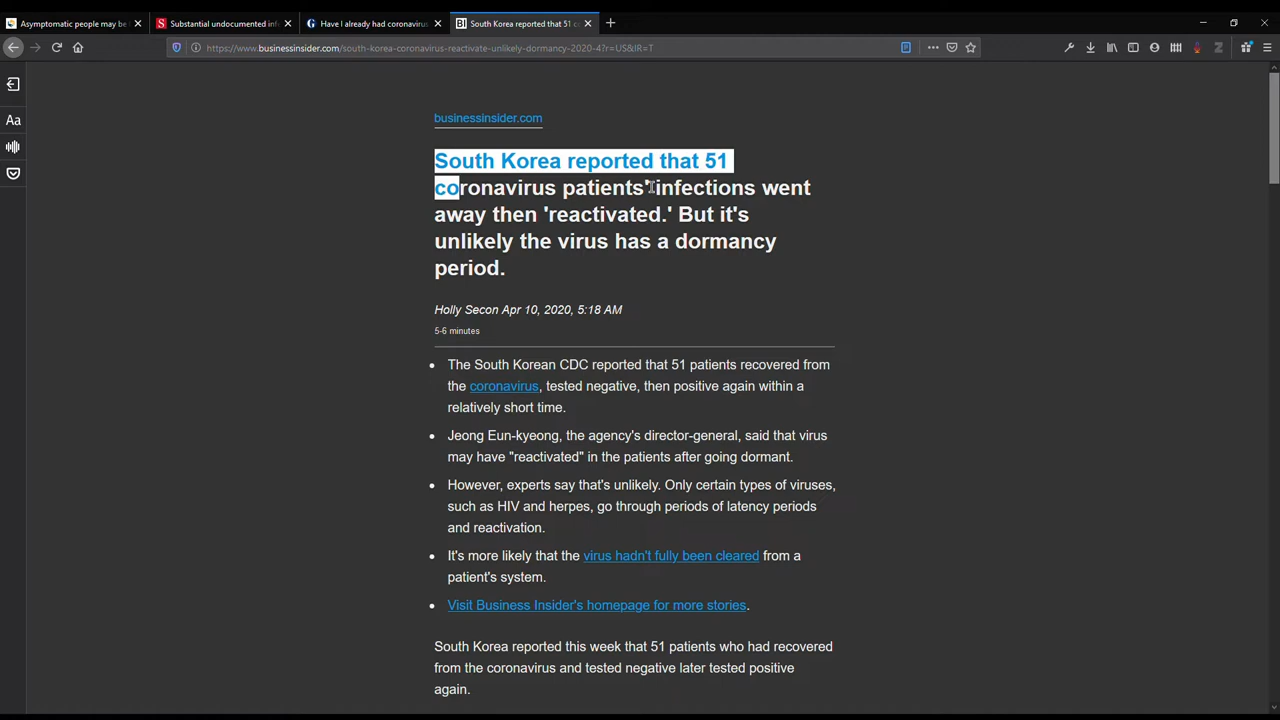 Asymptomatic people may be
Substantial undocumented inf
Have I already had coronavirus
South Korea reported that 51 c
https://www.businessinsider.com/south-korea-coronavirus-reactivate-unlikely-dormancy-2020-4?r=US&IR=T
Aa
businessinsider.com
South Korea reported that 51
coronavirus patients' infections went
away then 'reactivated.' But it's
unlikely the virus has a dormancy
period.
Holly Secon Apr 10, 2020, 5:18 AM
5-6 minutes
The South Korean CDC reported that 51 patients recovered from
the coronavirus, tested negative, then positive again within a
relatively short time.
Jeong Eun-kyeong, the agency's director-general, said that virus
may have "reactivated" in the patients after going dormant.
However, experts say that's unlikely. Only certain types of viruses,
such as HIV and herpes, go through periods of latency periods
and reactivation.
It's more likely that the virus hadn't fully been cleared from a
patient's system.
Visit Business Insider's homepage for more stories.
South Korea reported this week that 51 patients who had recovered
from the coronavirus and tested negative later tested positive
again.